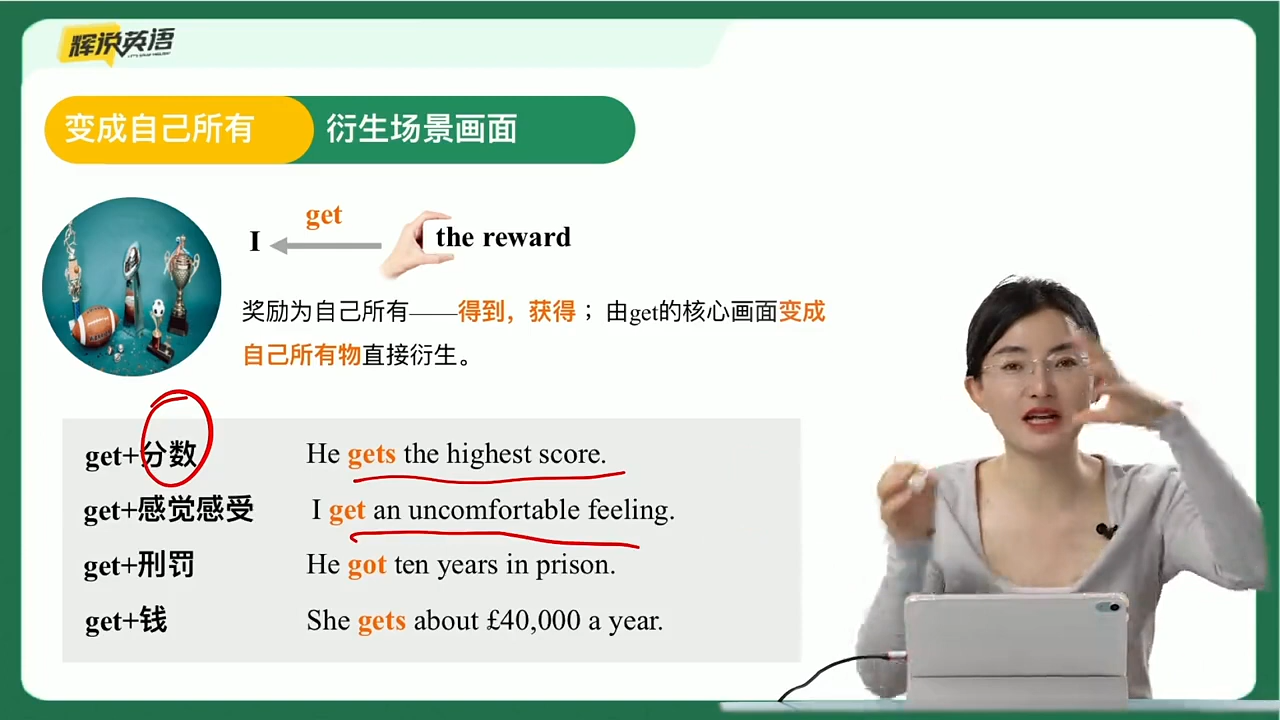 辉说英语
变成自己所有 衍生场景画面
get
I the reward
奖励为自己所有——得到，获得；由get的核心画面变成
自己所有物直接衍生。
get+分数 He gets the highest score.
get+感觉感受 I get an uncomfortable feeling.
get+刑罚 He got ten years in prison.
get+钱 She gets about £40,000 a year.